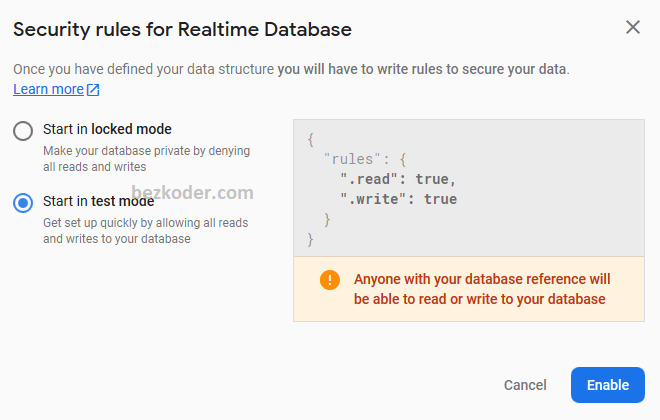 Security rules for Realtime Database
Once you have defined your data structure you will have to write rules to secure your data.
Learn more
Start in locked mode
Make your database private by denying
all reads and writes
Start in test mode
Get set up quickly by allowing all reads
and writes to your database
bezkoder.com
{
"rules": {
".read": true,
".write": true
}
}
Anyone with your database reference will
be able to read or write to your database
Cancel
Enable